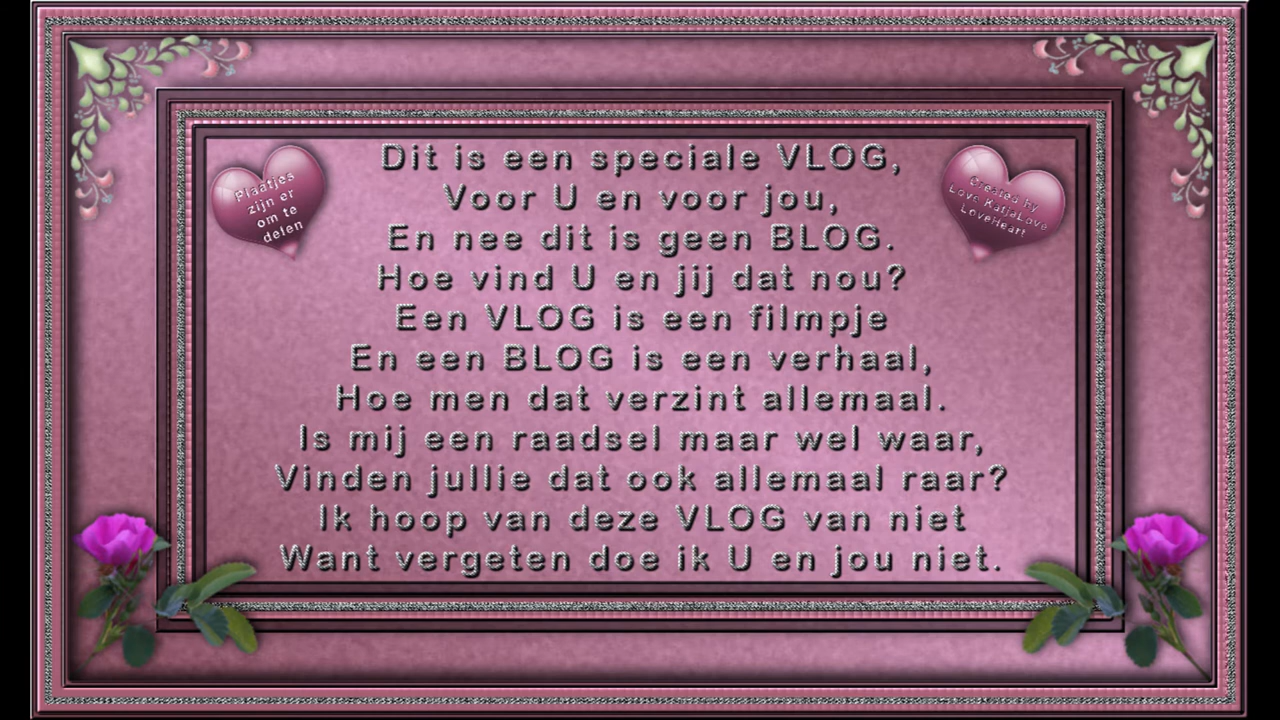 Plaatjes
zijn er
om te
delen
Created By
Love KatjaLove
LoveHeart
Dit is een speciale VLOG,
Voor U en voor jou,
En nee dit is geen BLOG.
Hoe vind U en jij dat nou?
Een VLOG is een filmpje
En een BLOG is een verhaal,
Hoe men dat verzint allemaal.
Is mij een raadsel maar wel waar,
Vinden jullie dat ook allemaal raar?
Ik hoop van deze VLOG van niet
Want vergeten doe ik U en jou niet.